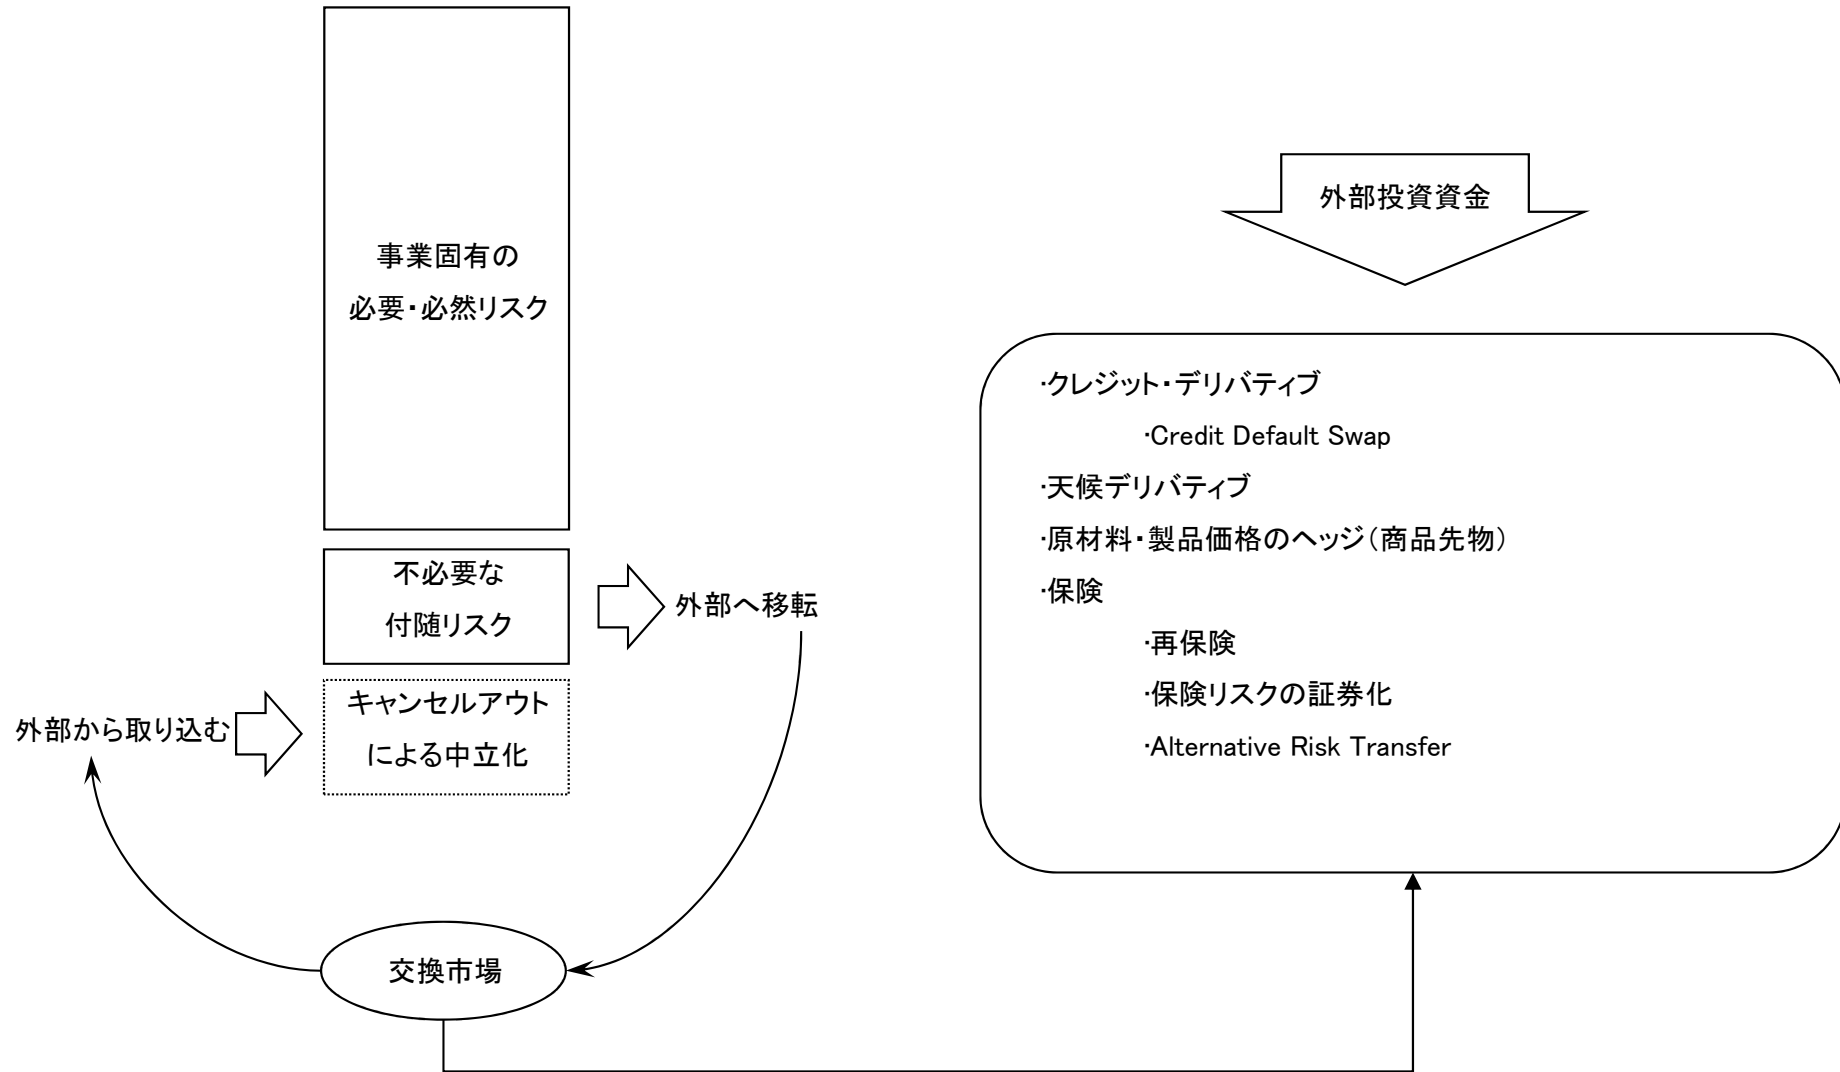 事業固有の
必要・必然リスク
不必要な
付随リスク
外部へ移転
キャンセルアウト
による中立化
外部から取り込む
交換市場
外部投資資金
・クレジット・デリバティブ
・Credit Default Swap
・天候デリバティブ
・原材料・製品価格のヘッジ（商品先物）
・保険
・再保険
・保険リスクの証券化
・Alternative Risk Transfer